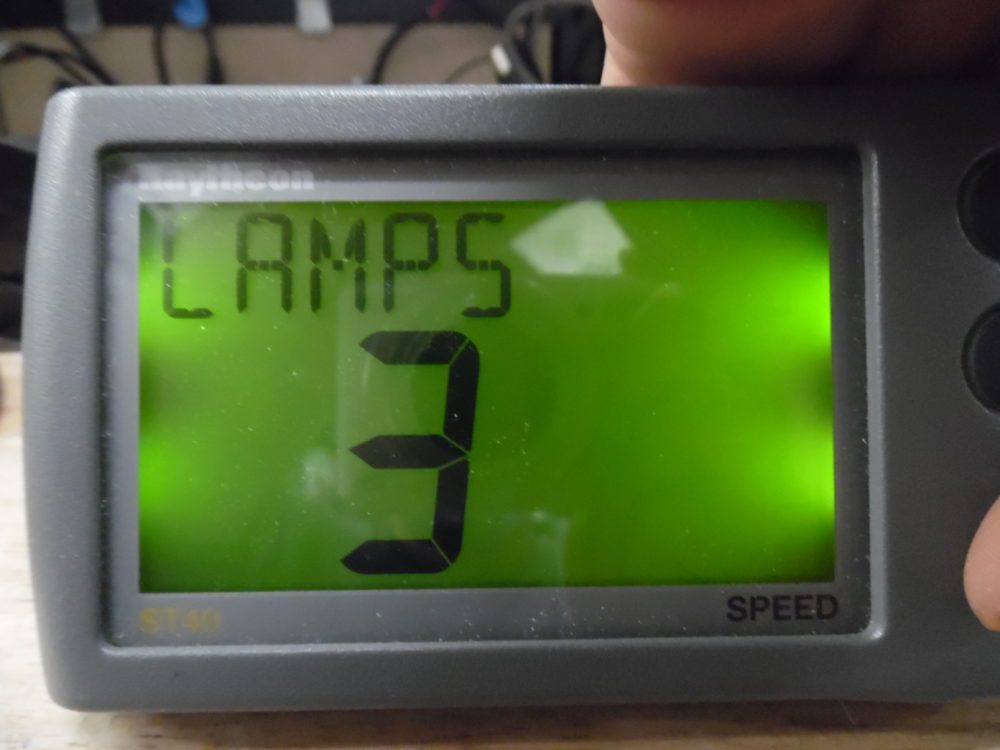 Raytheon
LAMPS
3
ST40 SPEED